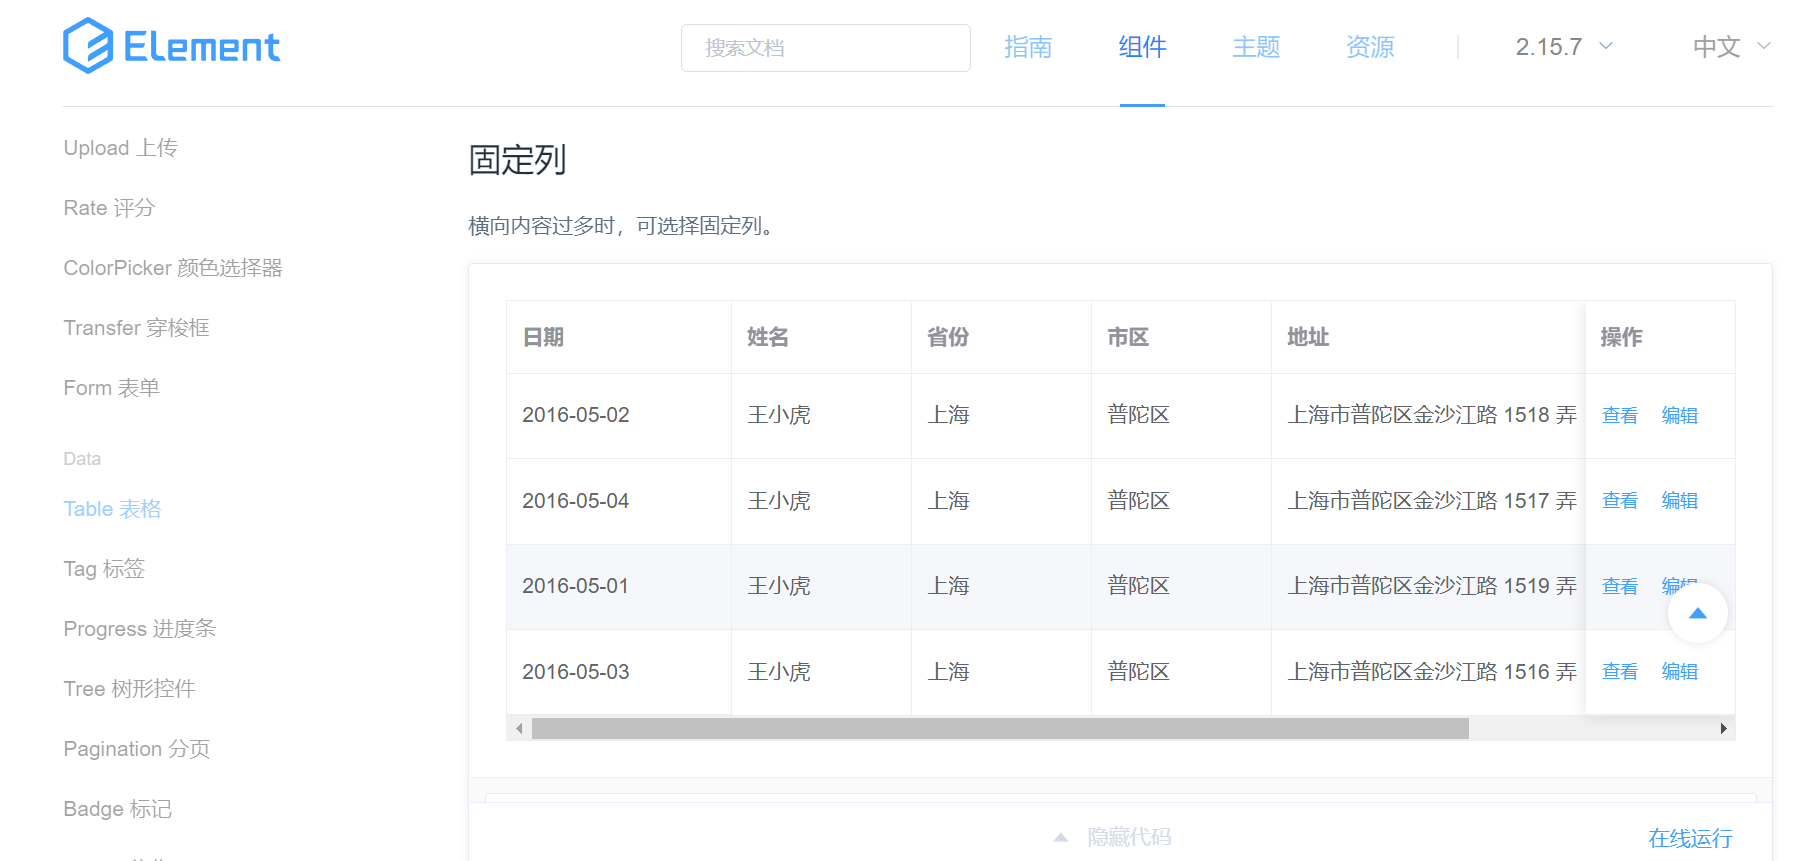 Element
搜索文档
指南
组件
主题
资源
2.15.7
中文
Upload 上传
Rate 评分
ColorPicker 颜色选择器
Transfer 穿梭框
Form 表单
Data
Table 表格
Tag 标签
Progress 进度条
Tree 树形控件
Pagination 分页
Badge 标记
固定列
横向内容过多时，可选择固定列。
日期 姓名 省份 市区 地址 操作
2016-05-02 王小虎 上海 普陀区 上海市普陀区金沙江路 1518 弄 查看 编辑
2016-05-04 王小虎 上海 普陀区 上海市普陀区金沙江路 1517 弄 查看 编辑
2016-05-01 王小虎 上海 普陀区 上海市普陀区金沙江路 1519 弄 查看 编辑
2016-05-03 王小虎 上海 普陀区 上海市普陀区金沙江路 1516 弄 查看 编辑
隐藏代码
在线运行